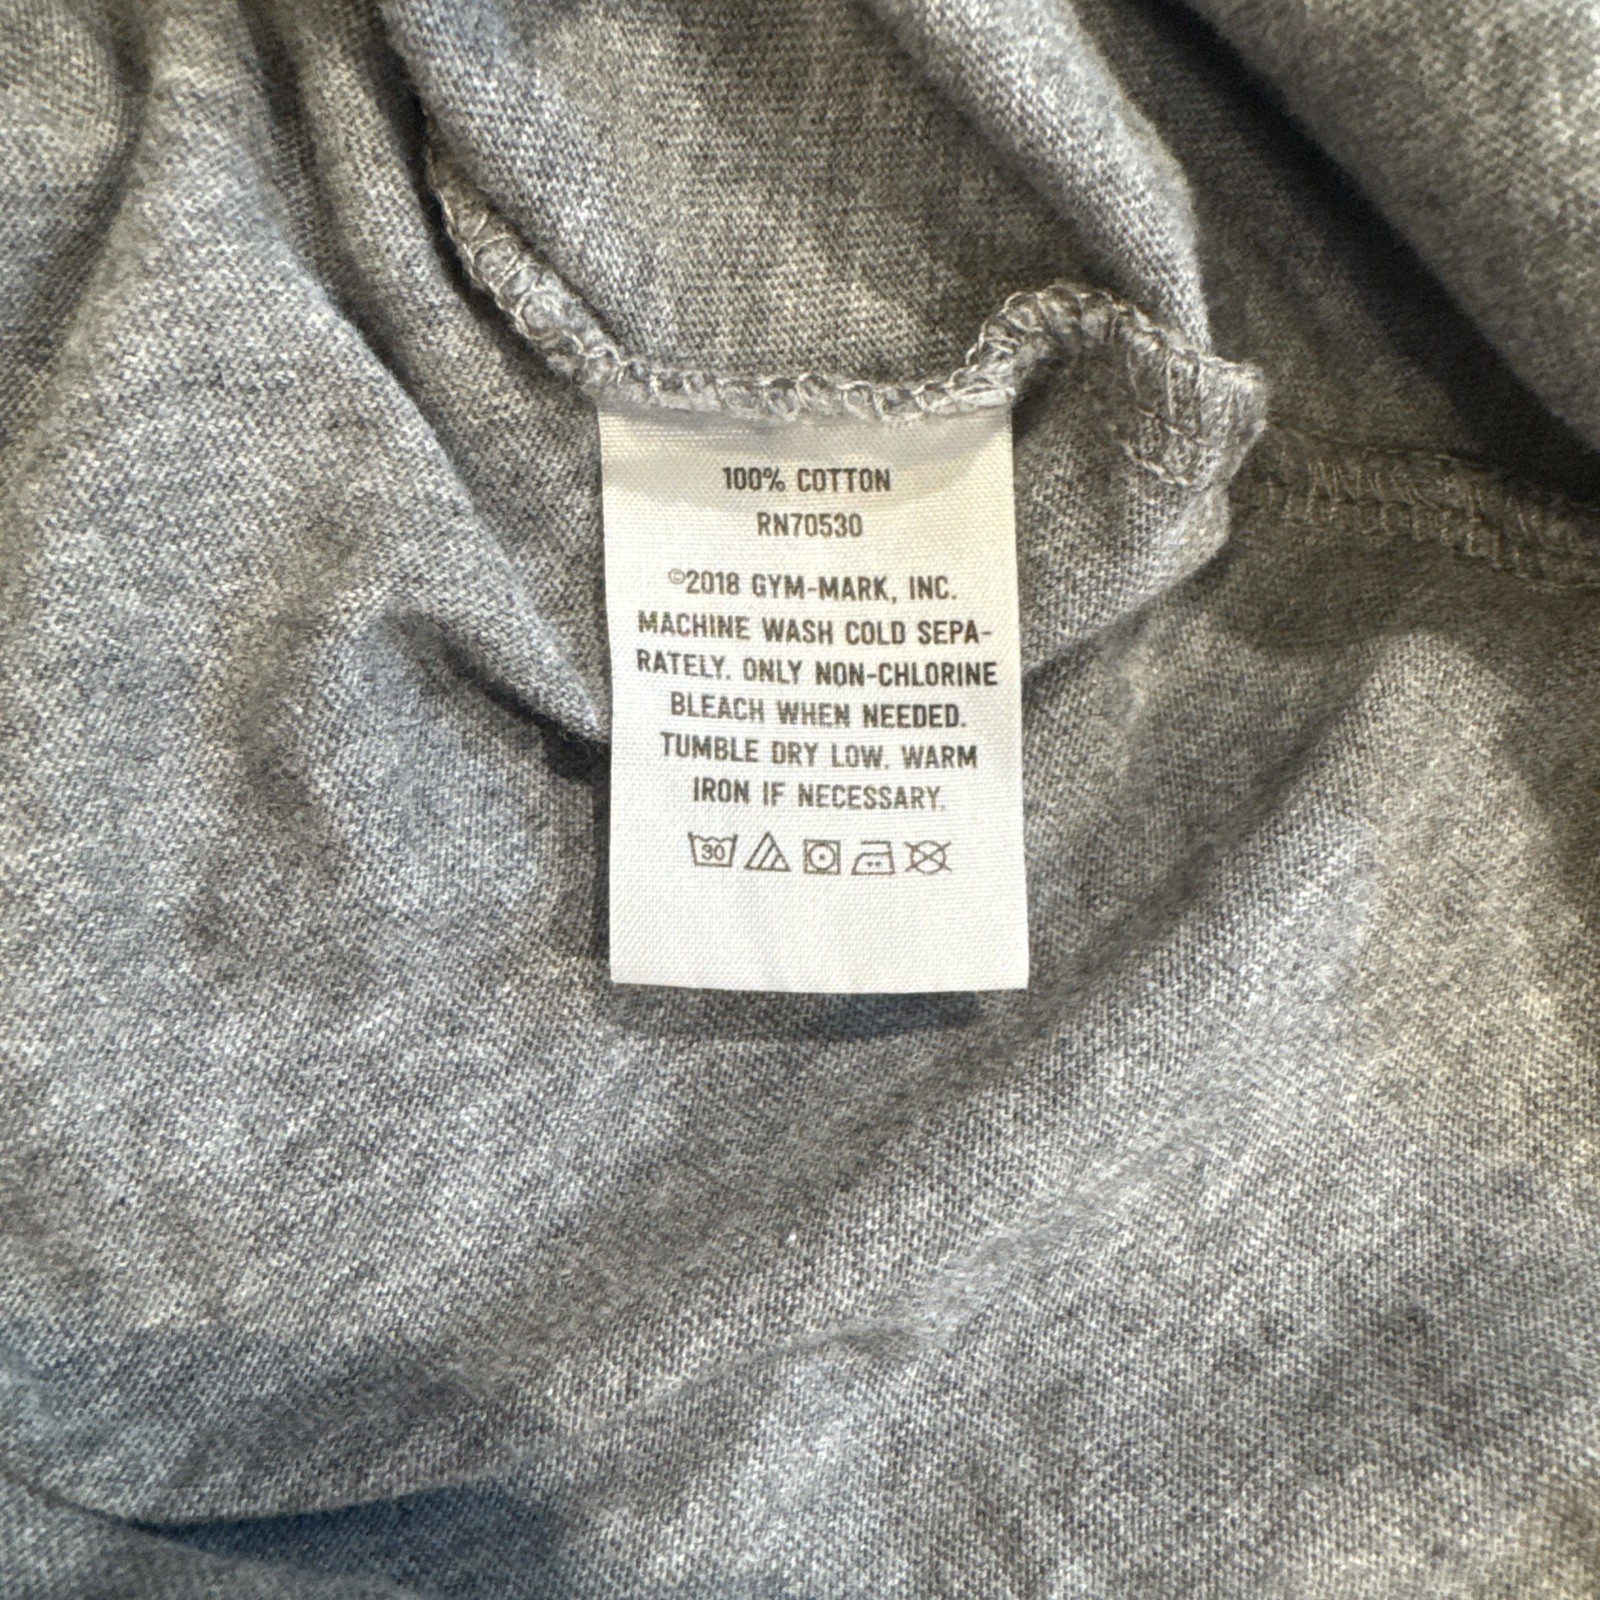 100% COTTON
RN70530
©2018 GYM-MARK, INC.
MACHINE WASH COLD SEPA-
RATELY. ONLY NON-CHLORINE
BLEACH WHEN NEEDED.
TUMBLE DRY LOW. WARM
IRON IF NECESSARY.
30